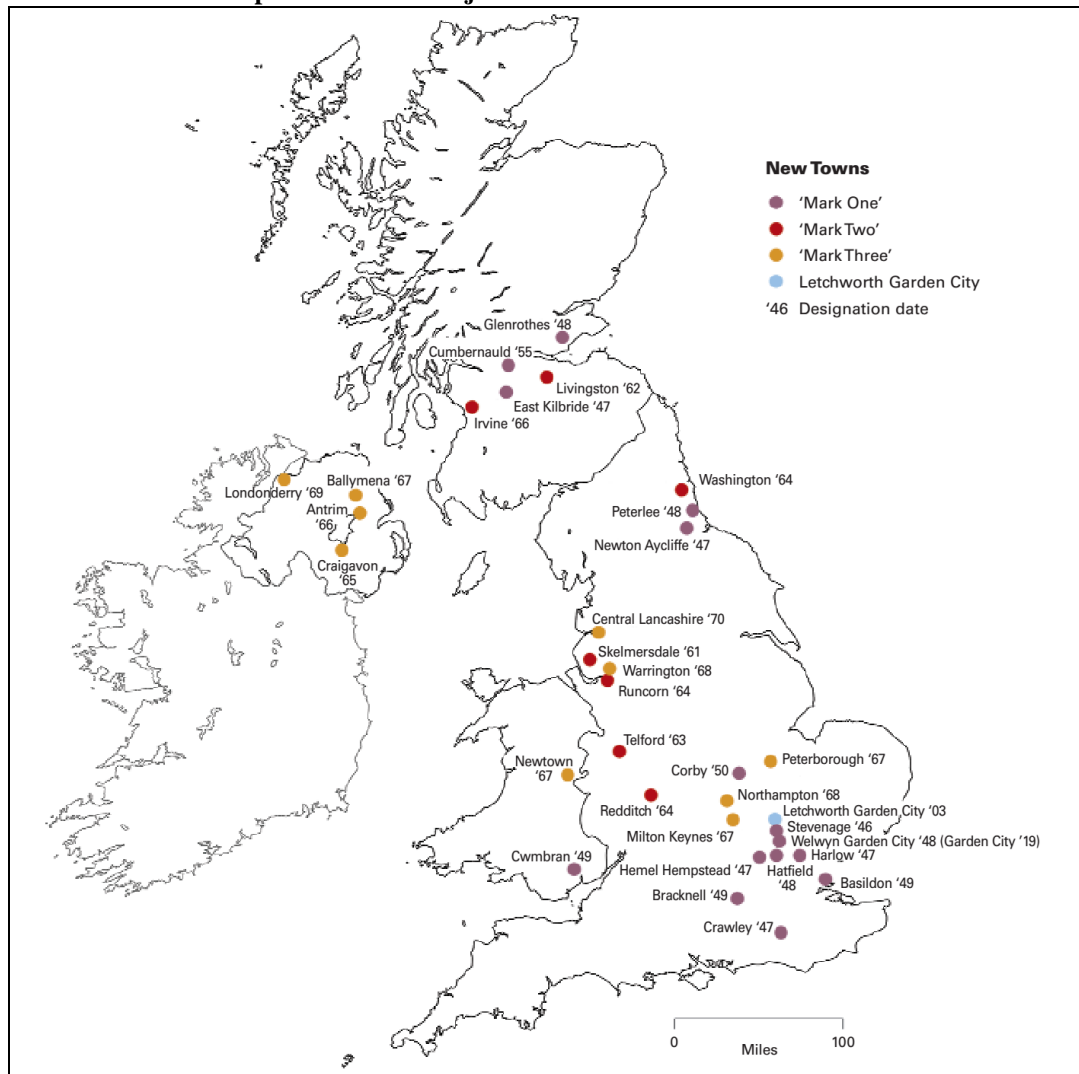 New Towns
‘Mark One’
‘Mark Two’
‘Mark Three’
Letchworth Garden City
‘46 Designation date
Glenrothes ‘48
Cumbernauld ‘55
Livingston ‘62
East Kilbride ‘47
Irvine ‘66
Londonderry ‘69
Ballymena ‘67
Antrim
‘66
Craigavon
‘65
Washington ‘64
Peterlee ‘48
Newton Aycliffe ‘47
Central Lancashire ‘70
Skelmersdale ‘61
Warrington ‘68
Runcorn ‘64
Telford ‘63
Newtown
‘67
Corby ‘50
Peterborough ‘67
Redditch ‘64
Northampton ‘68
Letchworth Garden City ‘03
Milton Keynes ‘67
Stevenage ‘46
Welwyn Garden City ‘48 (Garden City ‘19)
Cwmbran ‘49
Hemel Hempstead ‘47
Hatfield
‘48
Harlow ‘47
Bracknell ‘49
Basildon ‘49
Crawley ‘47
0
100
Miles